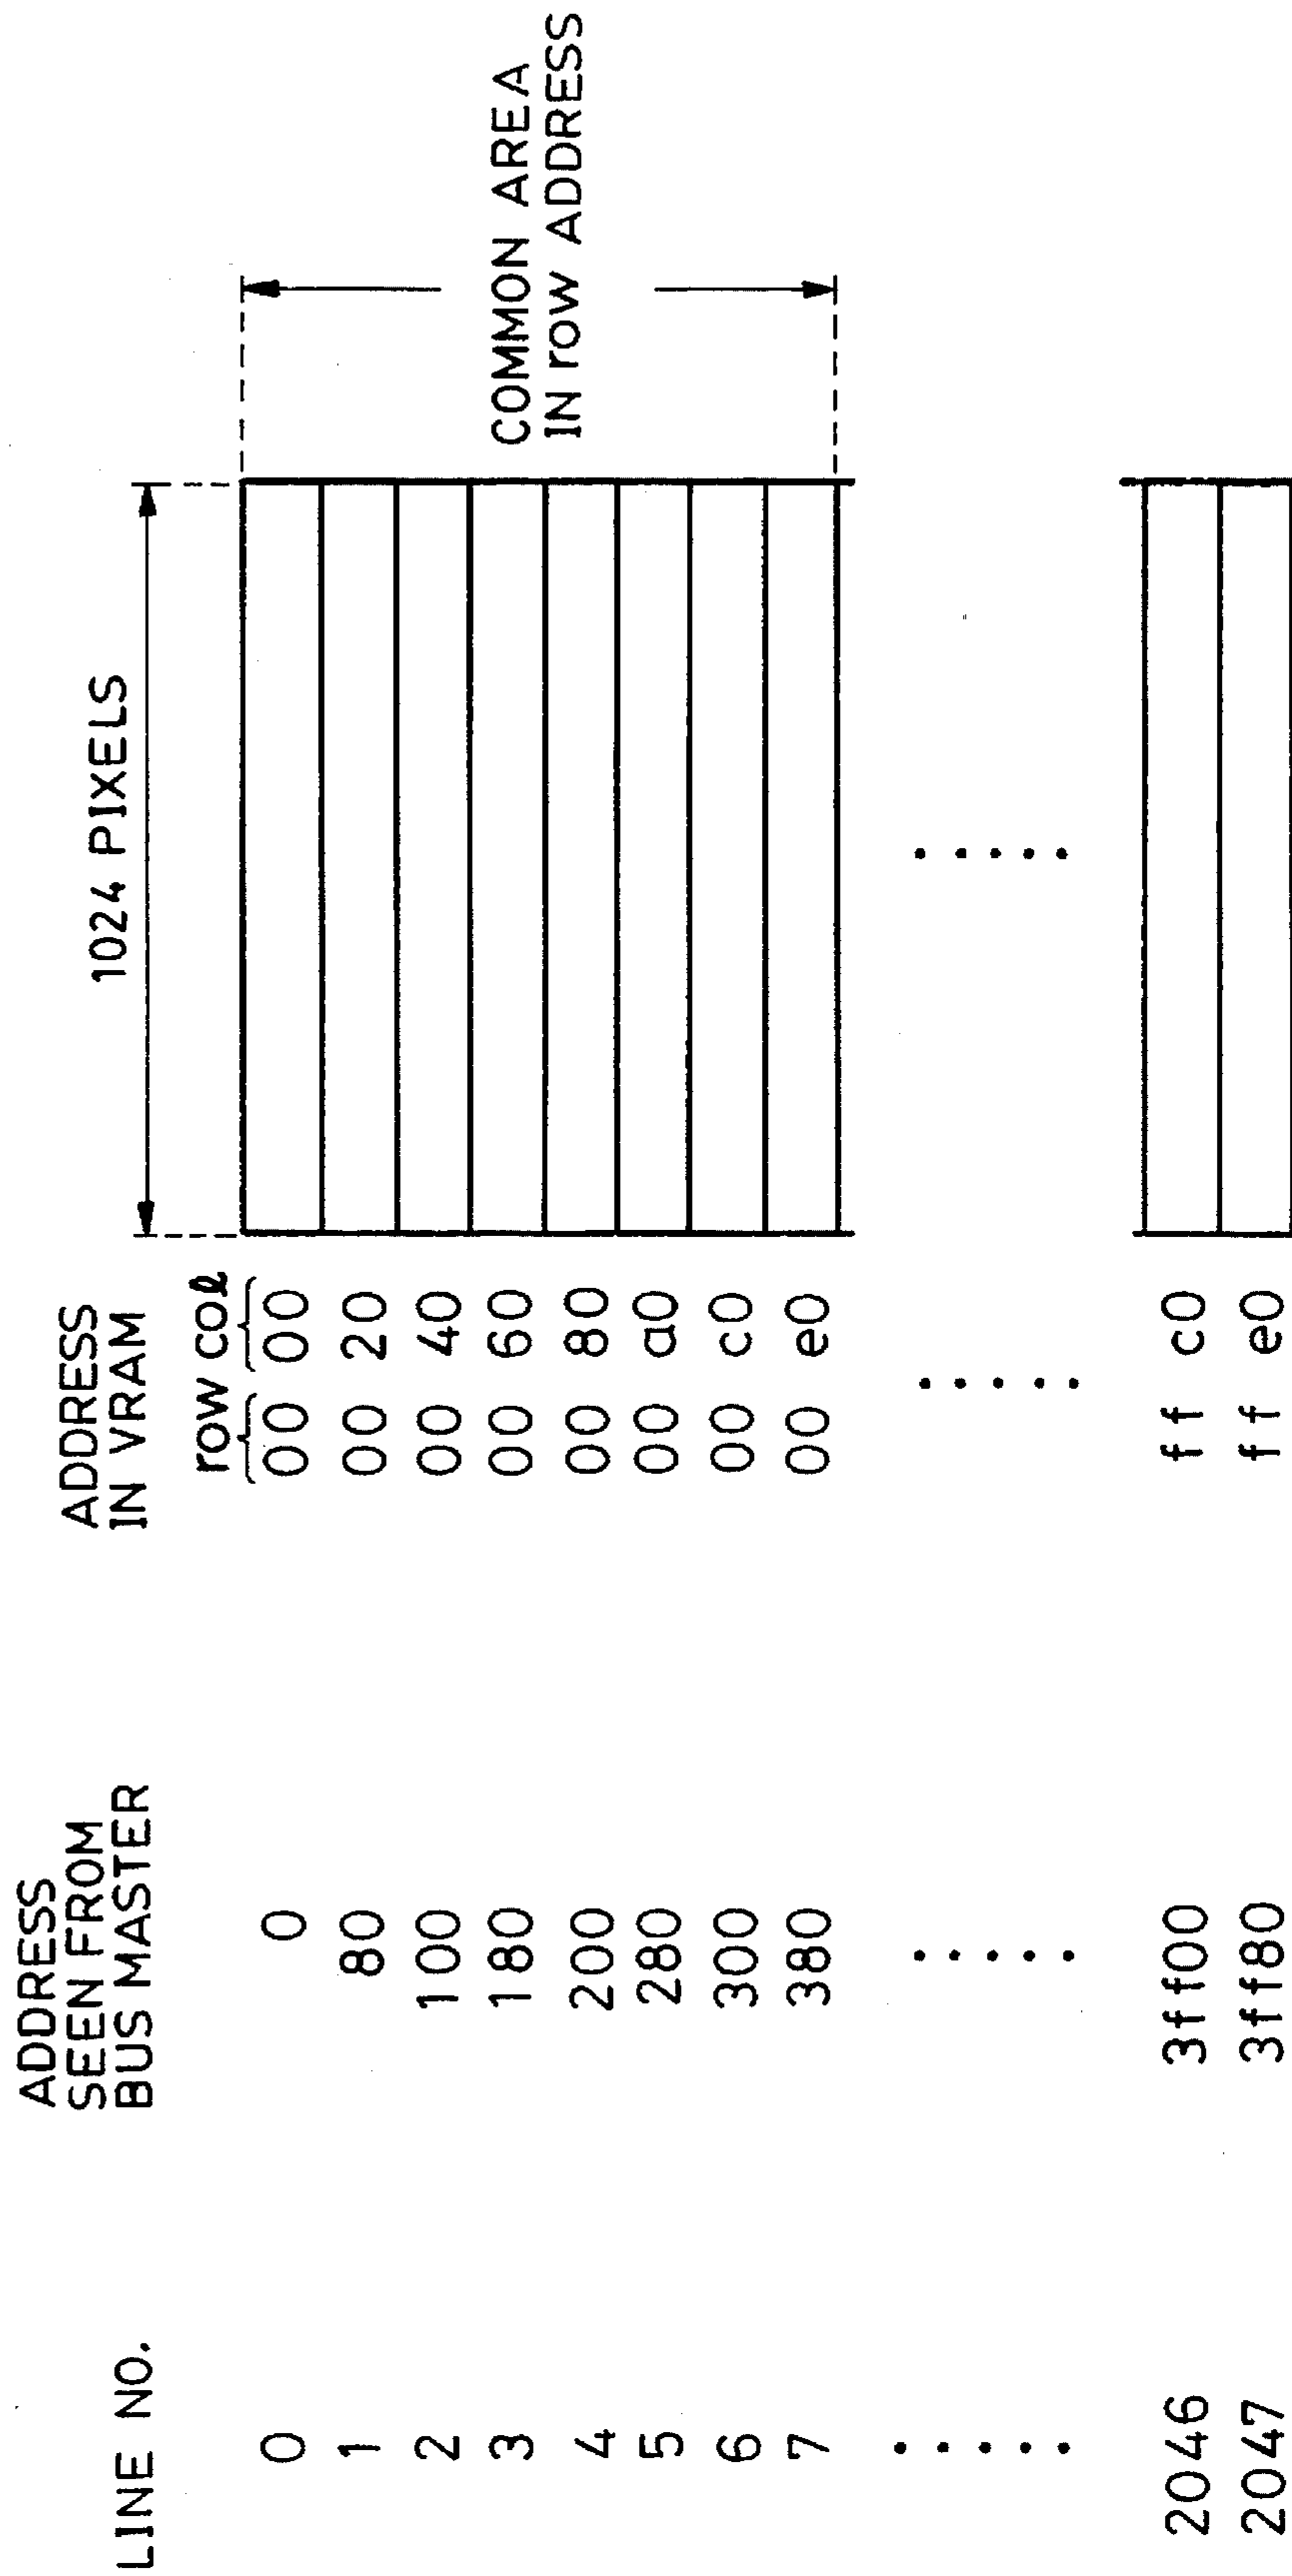 LINE NO.
ADDRESS
SEEN FROM
BUS MASTER
ADDRESS
IN VRAM
1024 PIXELS
row col
0 0 00 00
1 80 00 20
2 100 00 40
3 180 00 60
4 200 00 80
5 280 00 a0
6 300 00 c0
7 380 00 e0
COMMON AREA
IN row ADDRESS
..... ..... ..... .....
2046 3ff00 ff c0
2047 3ff80 ff e0